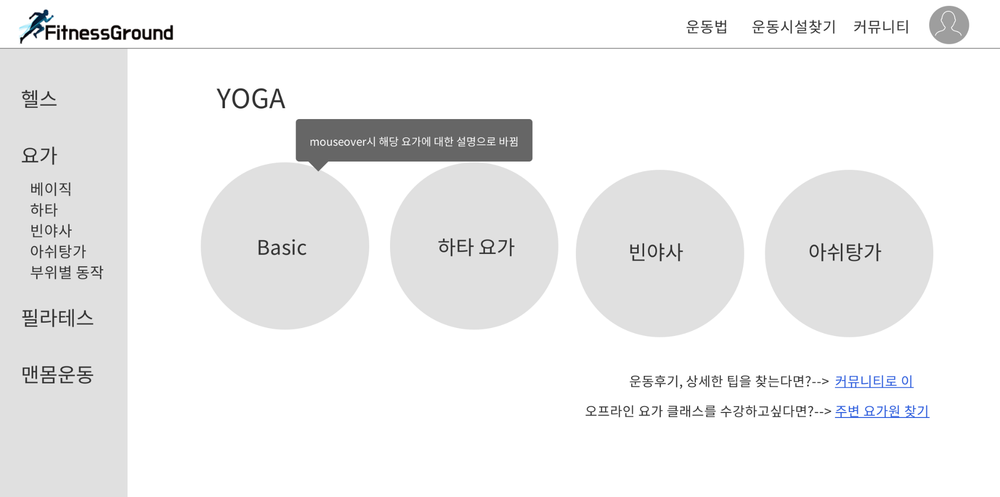 FitnessGround
운동법 운동시설찾기 커뮤니티
헬스
요가
베이직
하타
빈야사
아쉬탕가
부위별 동작
필라테스
맨몸운동
YOGA
mouseover시 해당 요가에 대한 설명으로 바뀜
Basic
하타 요가
빈야사
아쉬탕가
운동후기, 상세한 팁을 찾는다면?--> 커뮤니티로 이
오프라인 요가 클래스를 수강하고싶다면?--> 주변 요가원 찾기